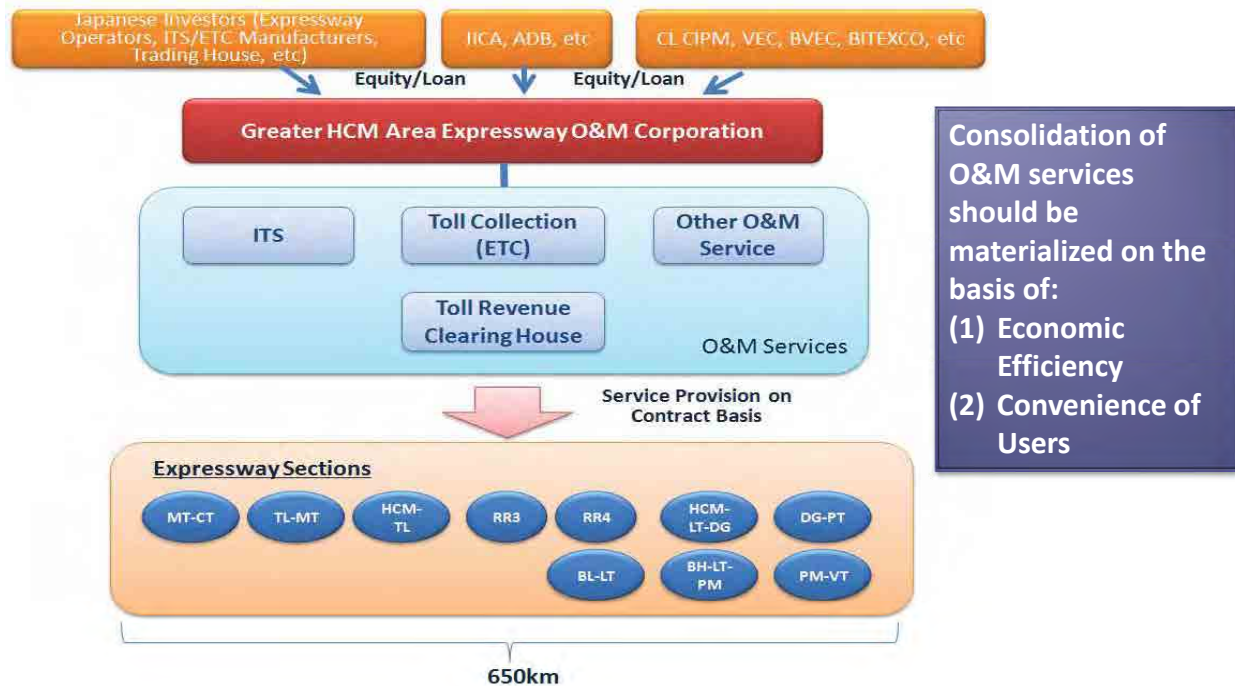 Japanese Investors (Expressway
Operators, ITS/ETC Manufacturers,
Trading House, etc)
JICA, ADB, etc
CL CIPM, VEC, BVEC, BITEXCO, etc
Equity/Loan
Equity/Loan
Greater HCM Area Expressway O&M Corporation
ITS
Toll Collection
(ETC)
Other O&M
Service
Toll Revenue
Clearing House
O&M Services
Service Provision on
Contract Basis
Expressway Sections
MT-CT
TL-MT
HCM-
TL
RR3
RR4
HCM-
LT-DG
DG-PT
BL-LT
BH-LT-
PM
PM-VT
650km
Consolidation of
O&M services
should be
materialized on the
basis of:
(1) Economic
Efficiency
(2) Convenience of
Users